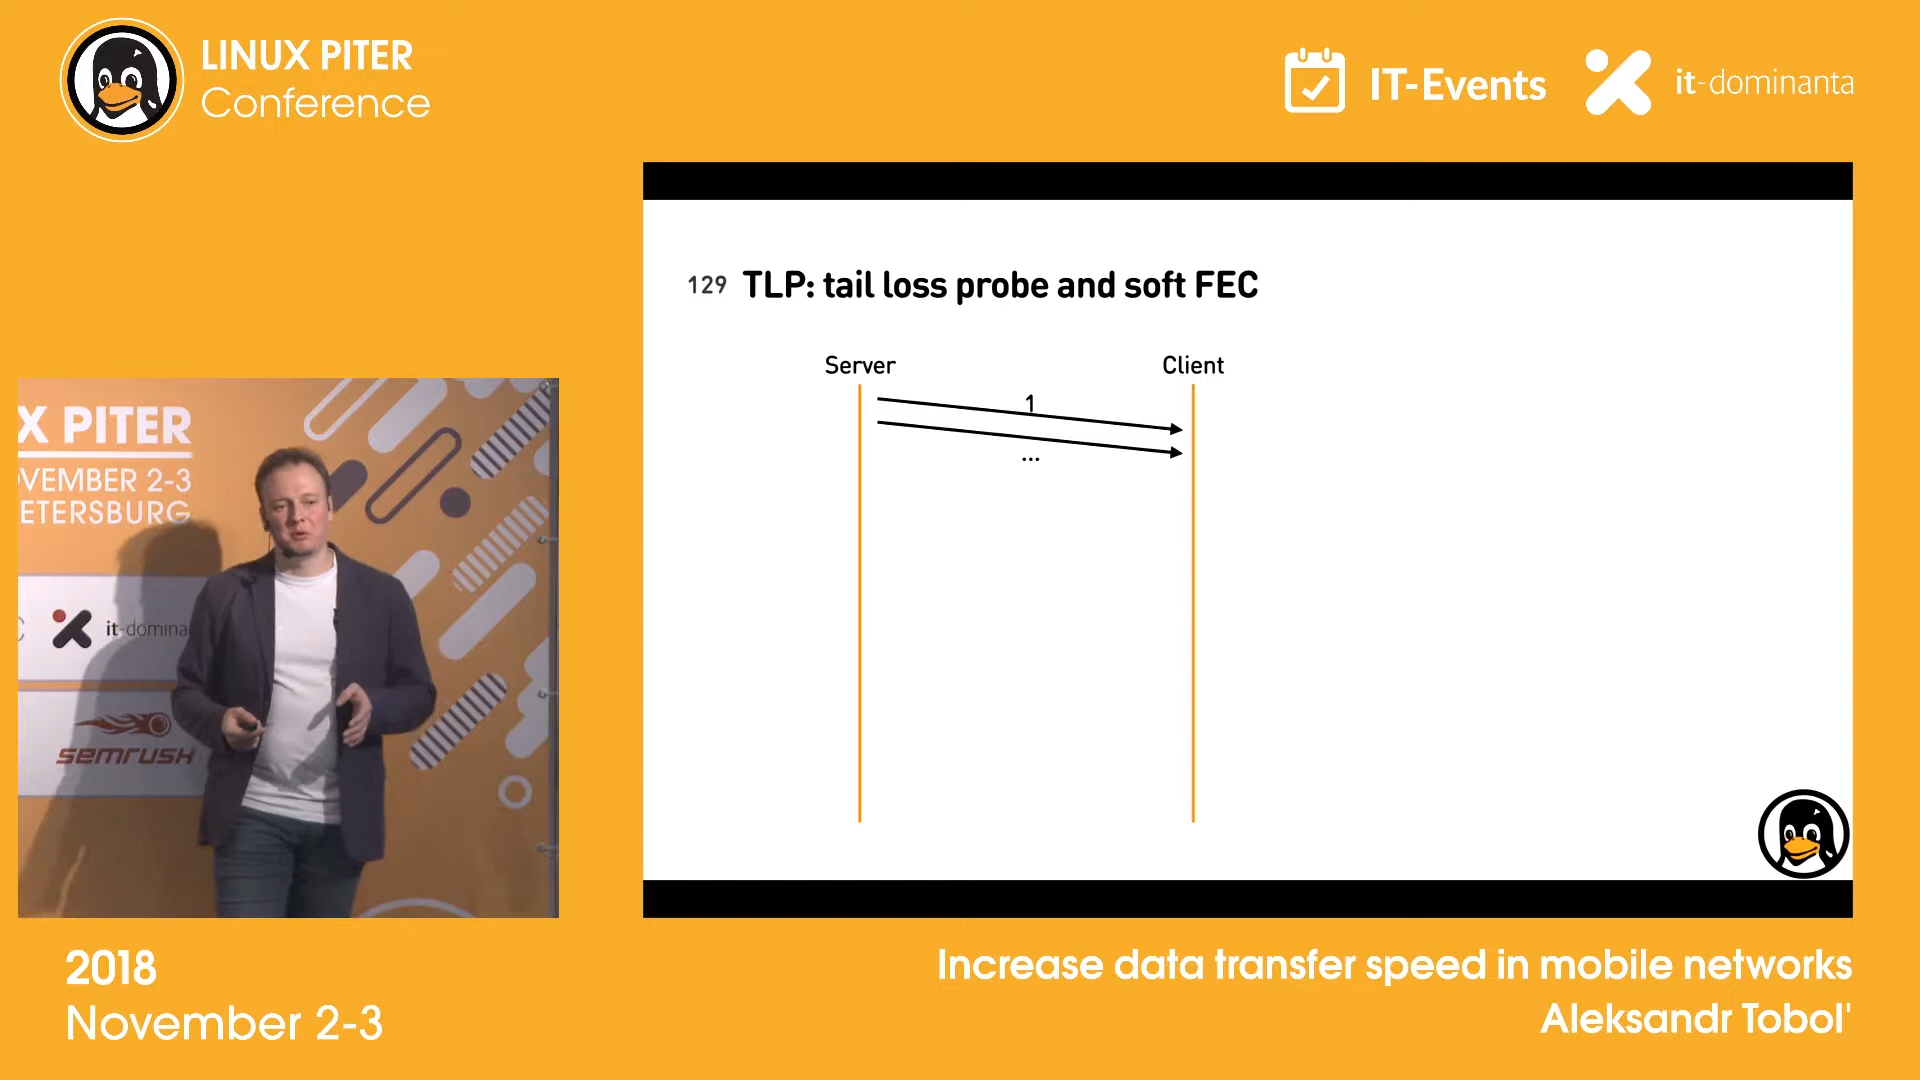 LINUX PITER
Conference
IT-Events
it-dominanta
129 TLP: tail loss probe and soft FEC
Server
Client
1
...
X PITER
VEMBER 2-3
ETERSBURG
it-domina
semrush
2018
November 2-3
Increase data transfer speed in mobile networks
Aleksandr Tobol'